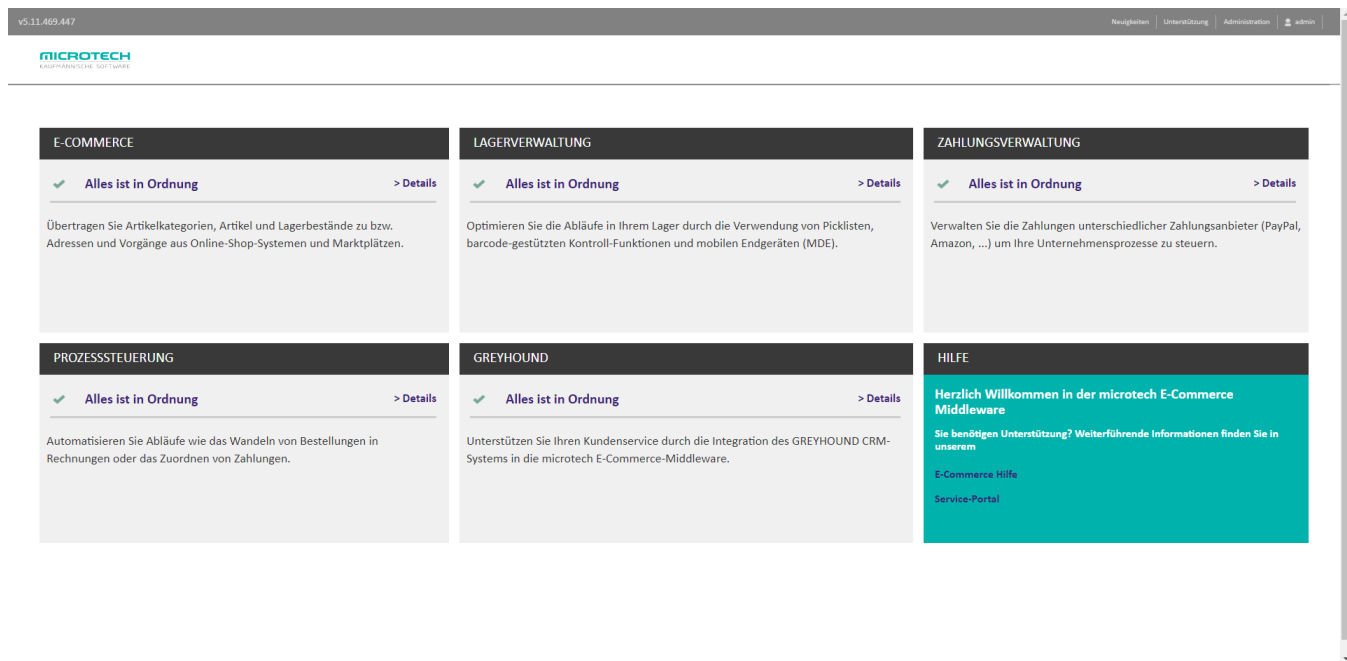 v5.11.469.447
Neuigkeiten
Unterstützung
Administration
admin
MICROTECH
KAUFMÄNNISCHE SOFTWARE
E-COMMERCE
Alles ist in Ordnung
> Details
Übertragen Sie Artikelkategorien, Artikel und Lagerbestände zu bzw.
Adressen und Vorgänge aus Online-Shop-Systemen und Marktplätzen.
LAGERVERWALTUNG
Alles ist in Ordnung
> Details
Optimieren Sie die Abläufe in Ihrem Lager durch die Verwendung von Picklisten,
barcode-gestützten Kontroll-Funktionen und mobilen Endgeräten (MDE).
ZAHLUNGSVERWALTUNG
Alles ist in Ordnung
> Details
Verwalten Sie die Zahlungen unterschiedlicher Zahlungsanbieter (PayPal,
Amazon, ...) um Ihre Unternehmensprozesse zu steuern.
PROZESSSTEUERUNG
Alles ist in Ordnung
> Details
Automatisieren Sie Abläufe wie das Wandeln von Bestellungen in
Rechnungen oder das Zuordnen von Zahlungen.
GREYHOUND
Alles ist in Ordnung
> Details
Unterstützen Sie Ihren Kundenservice durch die Integration des GREYHOUND CRM-
Systems in die microtech E-Commerce-Middleware.
HILFE
Herzlich Willkommen in der microtech E-Commerce
Middleware
Sie benötigen Unterstützung? Weiterführende Informationen finden Sie in
unserem
E-Commerce Hilfe
Service-Portal